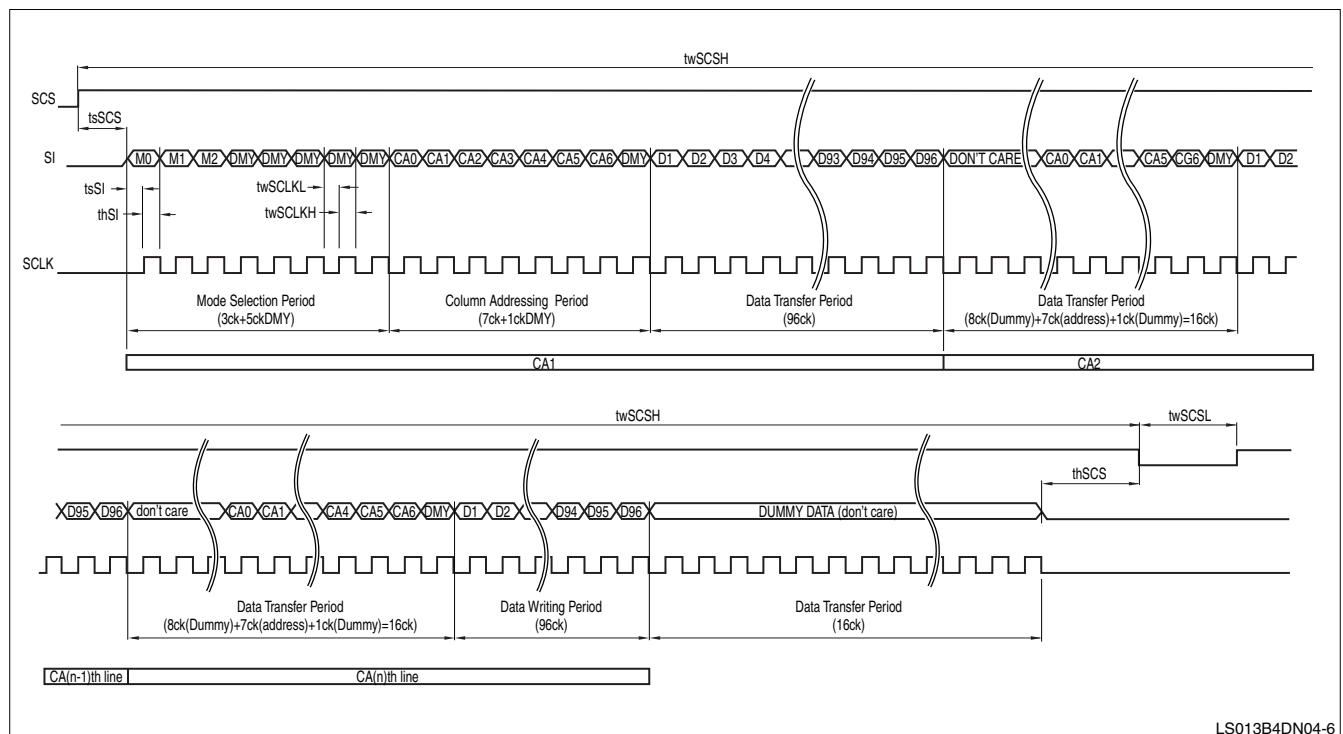 twSCSH
SCS
tsSCS
SI M0 M1 M2 DMY DMY DMY DMY DMY CA0 CA1 CA2 CA3 CA4 CA5 CA6 DMY D1 D2 D3 D4 D93 D94 D95 D96 DON'T CARE CA0 CA1 CA5 CG6 DMY D1 D2
tsSI
twSCLKL
thSI
twSCLKH
SCLK
Mode Selection Period
(3ck+5ckDMY)
Column Addressing Period
(7ck+1ckDMY)
Data Transfer Period
(96ck)
Data Transfer Period
(8ck(Dummy)+7ck(address)+1ck(Dummy)=16ck)
CA1 CA2
twSCSH twSCSL
thSCS
D95 D96 don't care CA0 CA1 CA4 CA5 CA6 DMY D1 D2 D94 D95 D96 DUMMY DATA (don't care)
Data Transfer Period
(8ck(Dummy)+7ck(address)+1ck(Dummy)=16ck)
Data Writing Period
(96ck)
Data Transfer Period
(16ck)
CA(n-1)th line CA(n)th line
LS013B4DN04-6